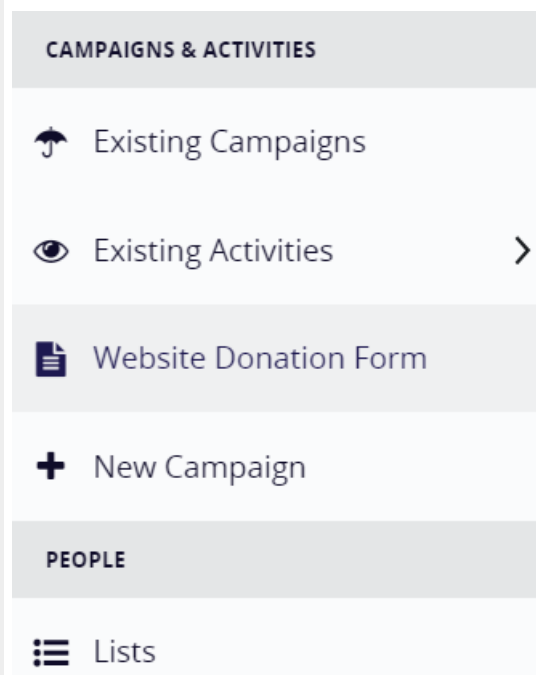 CAMPAIGNS & ACTIVITIES
Existing Campaigns
Existing Activities
Website Donation Form
New Campaign
PEOPLE
Lists